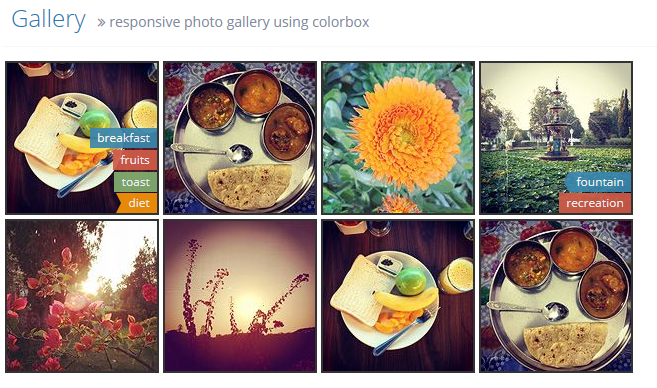 Gallery » responsive photo gallery using colorbox
breakfast
fruits
toast
diet
fountain
recreation